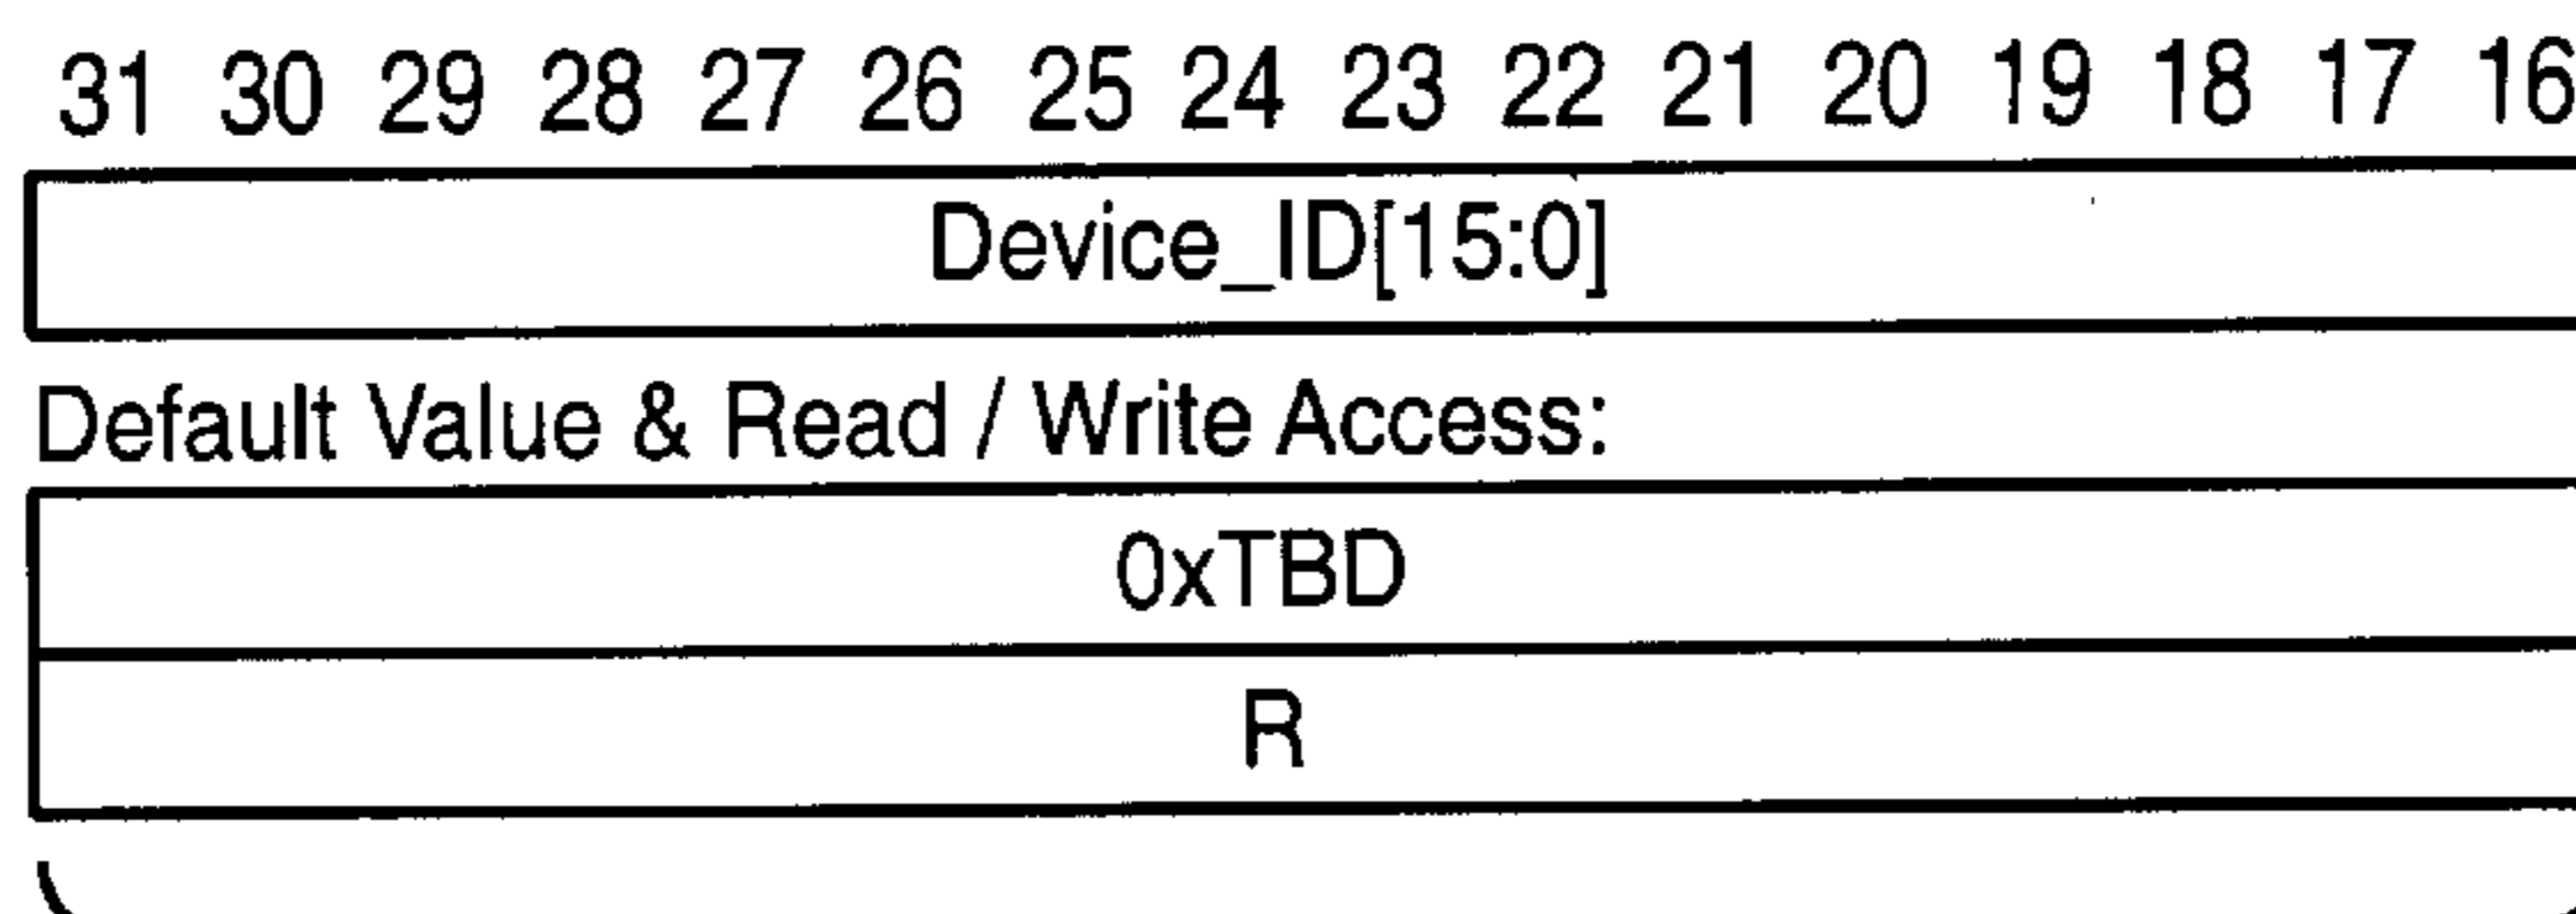 31 30 29 28 27 26 25 24 23 22 21 20 19 18 17 16
Device_ID[15:0]
Default Value & Read / Write Access:
0xTBD
R